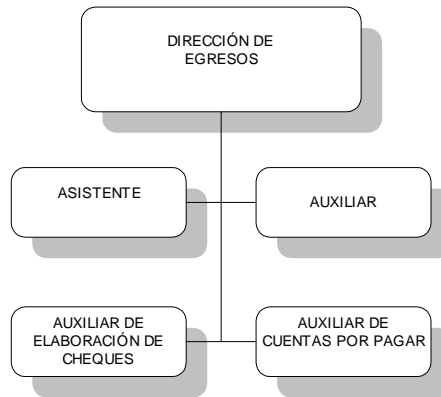 DIRECCIÓN DE
EGRESOS
ASISTENTE
AUXILIAR
AUXILIAR DE
ELABORACIÓN DE
CHEQUES
AUXILIAR DE
CUENTAS POR PAGAR